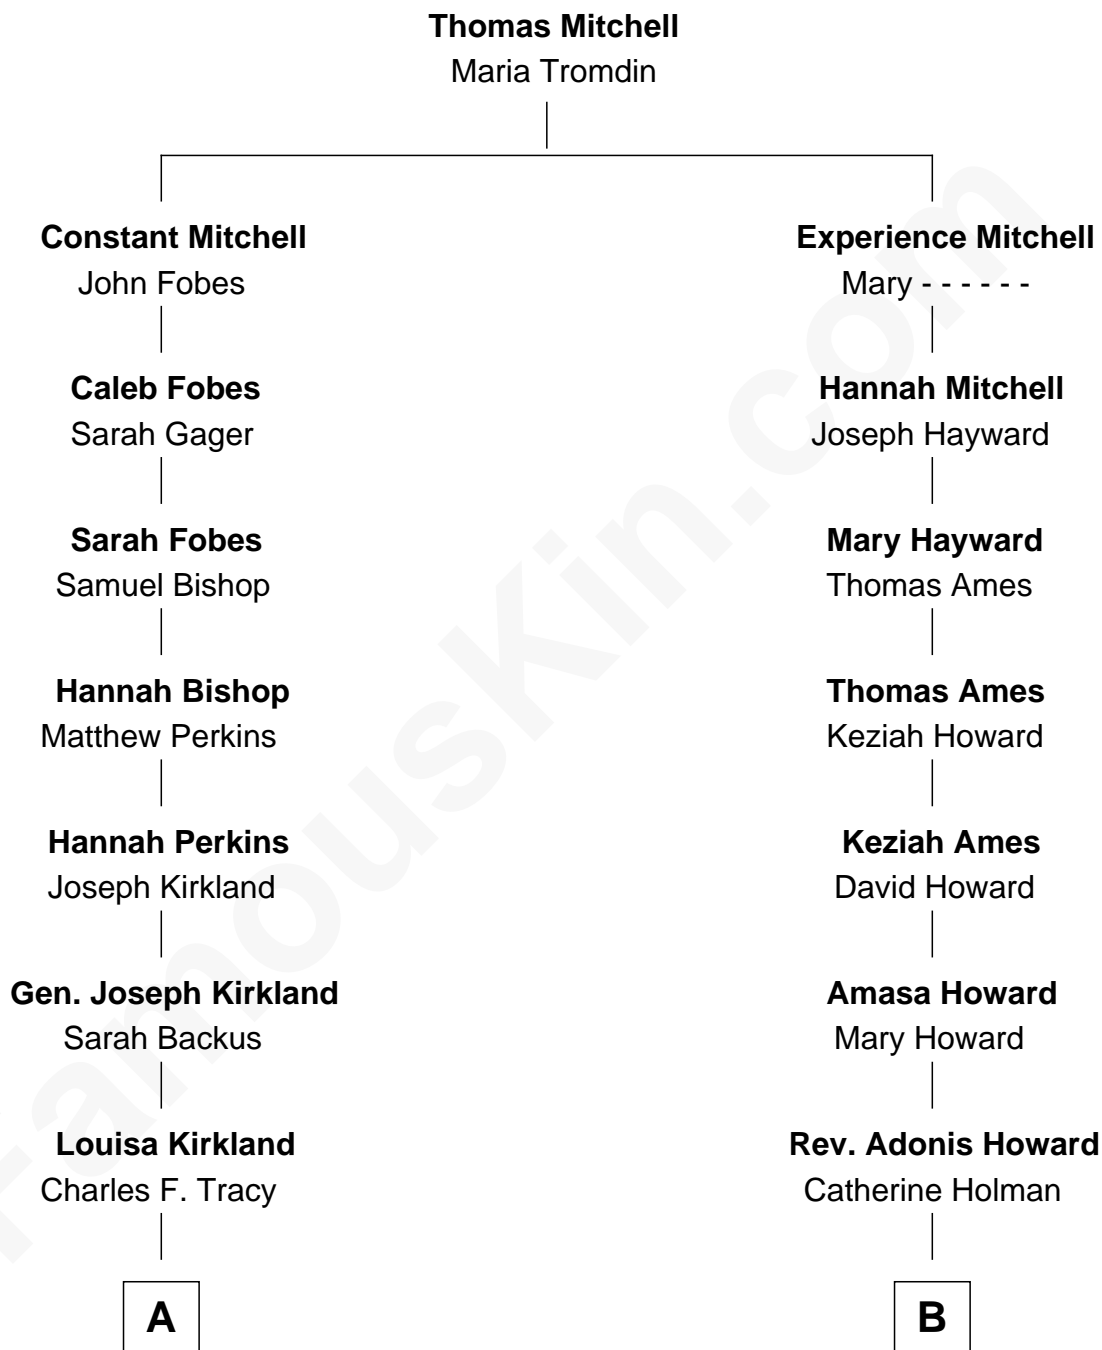 Thomas Mitchell
Maria Tromdin
Constant Mitchell
John Fobes
Experience Mitchell
Mary - - - - - -
Caleb Fobes
Sarah Gager
Hannah Mitchell
Joseph Hayward
Sarah Fobes
Samuel Bishop
Mary Hayward
Thomas Ames
Hannah Bishop
Matthew Perkins
Thomas Ames
Keziah Howard
Hannah Perkins
Joseph Kirkland
Keziah Ames
David Howard
Gen. Joseph Kirkland
Sarah Backus
Amasa Howard
Mary Howard
Louisa Kirkland
Charles F. Tracy
Rev. Adonis Howard
Catherine Holman
A
B
FamousKin.com